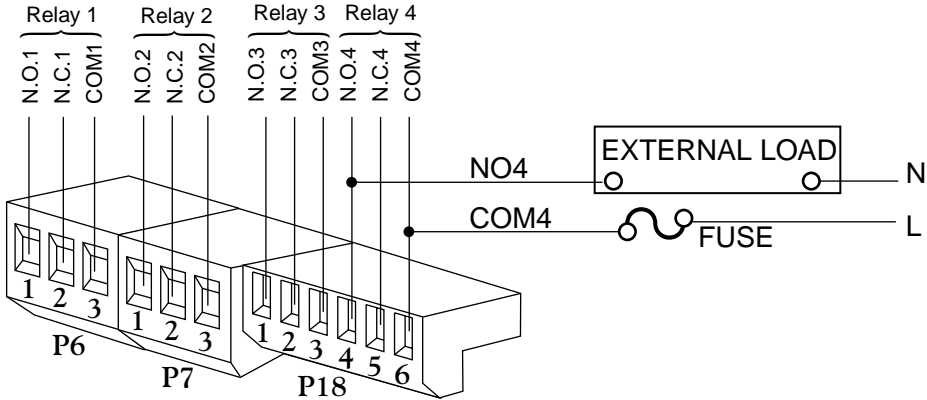 Relay 1 Relay 2 Relay 3 Relay 4
N.O.1 N.C.1 COM1 N.O.2 N.C.2 COM2 N.O.3 N.C.3 COM3 N.O.4 N.C.4 COM4
EXTERNAL LOAD
NO4 N
COM4 FUSE L
1 2 3 1 2 3 1 2 3 4 5 6
P6 P7 P18